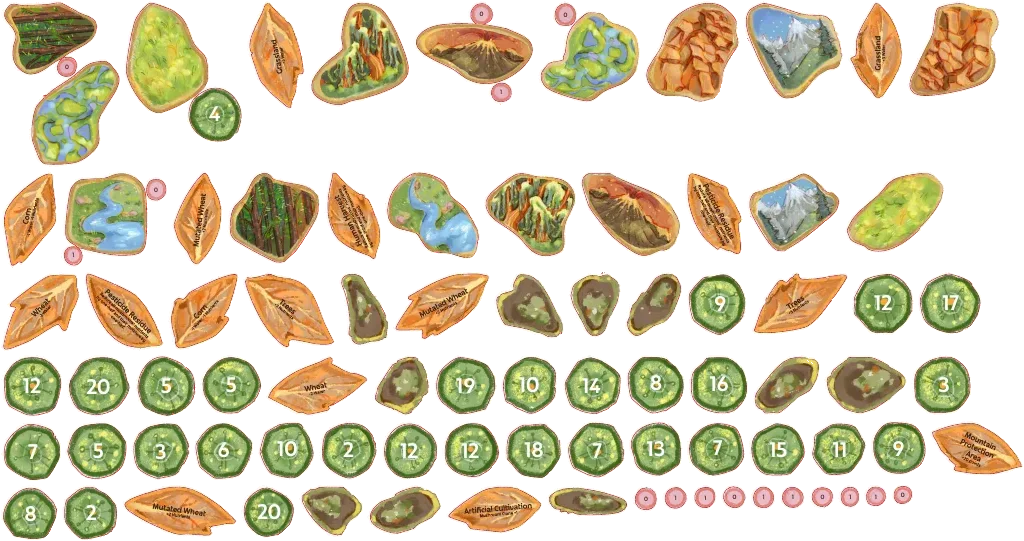 0
0
0
4
Grassland
1
Grassland
Corn
0
1
Mutated Wheat
Human Harvest
Pesticide Residue
Wheat
Pesticide Residue
Corn
Trees
Mutated Wheat
9
Trees
12
17
12
20
5
5
Wheat
19
10
14
8
16
3
7
5
3
6
10
2
12
12
18
7
13
7
15
11
9
Mountain
Protection
Area
8
2
Mutated Wheat
20
Artificial Cultivation
0
1
1
0
1
1
0
1
1
0